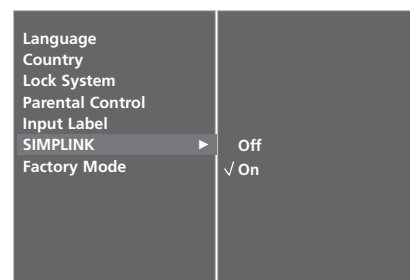 Language
Country
Lock System
Parental Control
Input Label
SIMPLINK ►
Factory Mode
Off
√ On